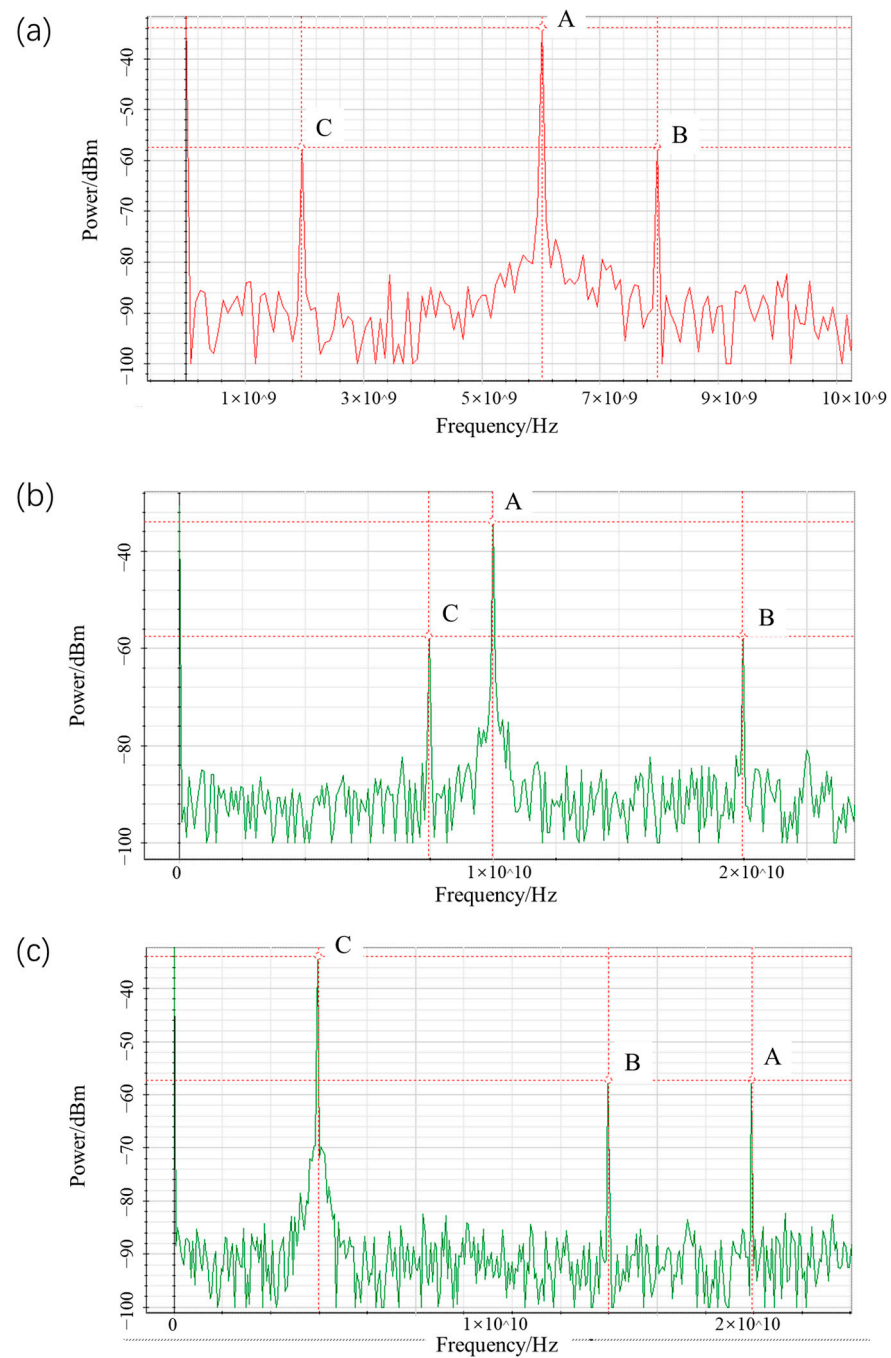 (a)
A
C
B
Power/dBm
−40
−50
−60
−70
−80
−90
−100
1×10^9
3×10^9
5×10^9
7×10^9
9×10^9
10×10^9
Frequency/Hz
(b)
A
C
B
Power/dBm
−40
−60
−80
−100
0
1×10^10
2×10^10
Frequency/Hz
(c)
C
B
A
Power/dBm
−40
−50
−60
−70
−80
−90
−100
0
1×10^10
2×10^10
Frequency/Hz